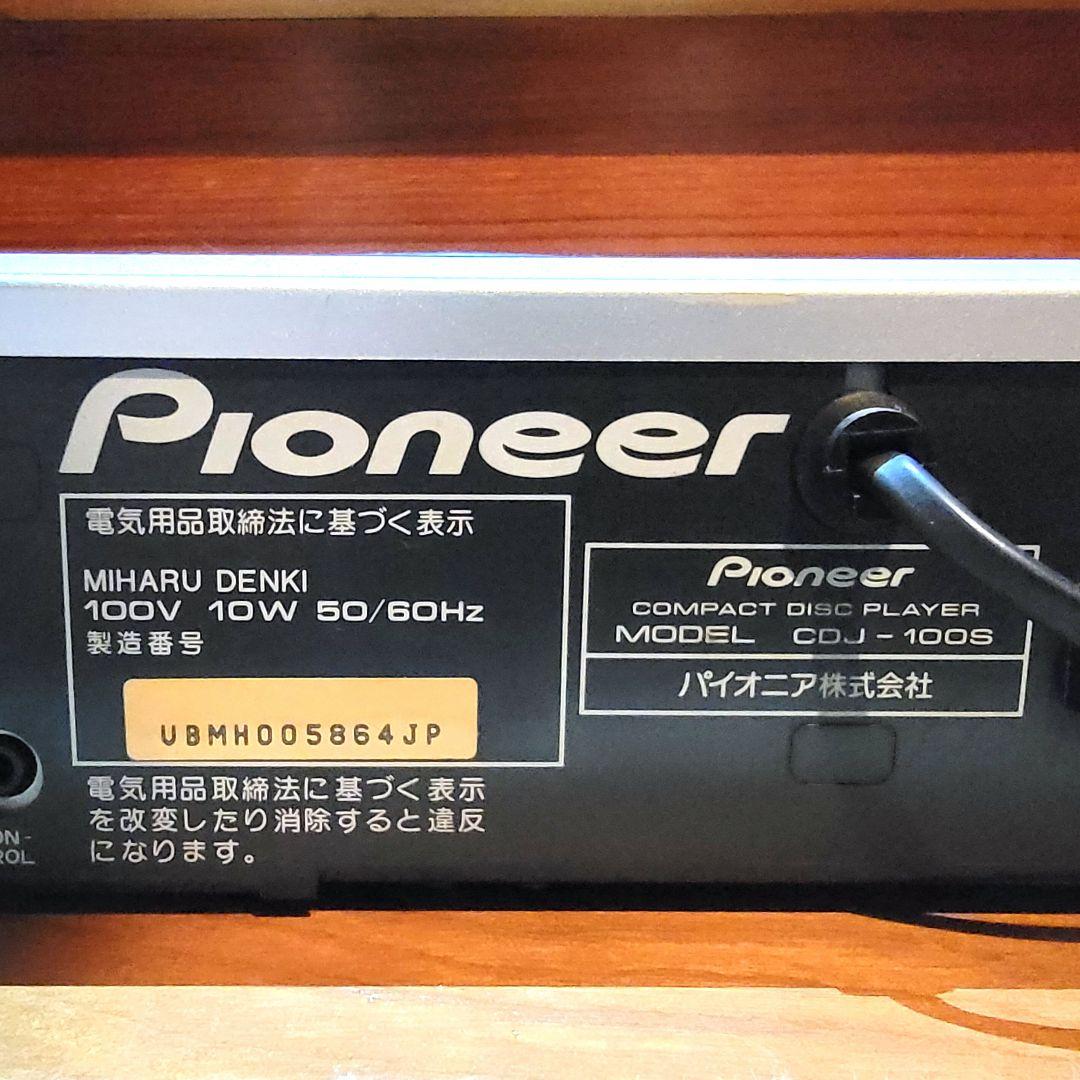 Pioneer
電気用品取締法に基づく表示
MIHARU DENKI
100V 10W 50/60Hz
製造番号
UBMH005864JP
電気用品取締法に基づく表示
を改変したり消除すると違反
になります。
Pioneer
COMPACT DISC PLAYER
MODEL CDJ-100S
パイオニア株式会社